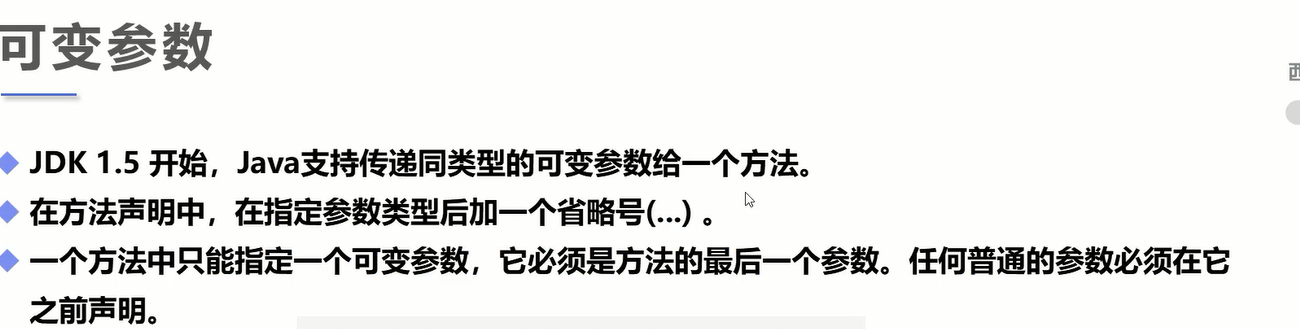 可变参数
JDK 1.5 开始，Java支持传递同类型的可变参数给一个方法。
在方法声明中，在指定参数类型后加一个省略号(...) 。
一个方法中只能指定一个可变参数，它必须是方法的最后一个参数。任何普通的参数必须在它
之前声明。